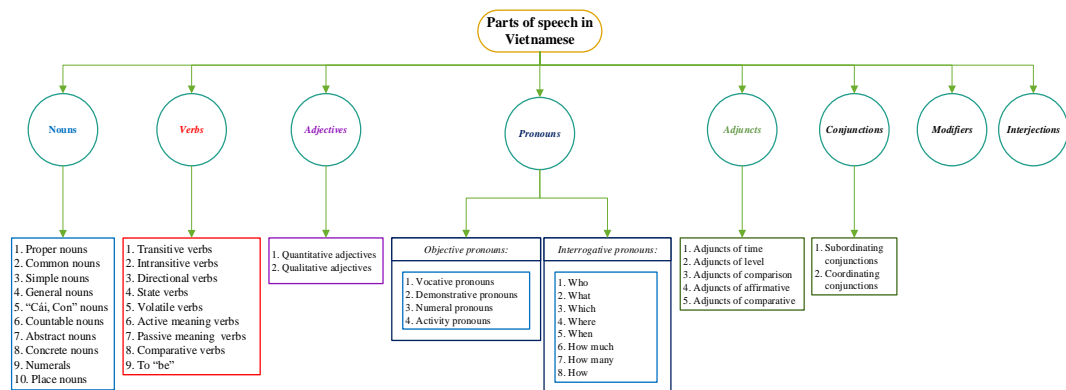 Parts of speech in
Vietnamese
Nouns
Verbs
Adjectives
Pronouns
Adjuncts
Conjunctions
Modifiers
Interjections
1. Proper nouns
2. Common nouns
3. Simple nouns
4. General nouns
5. “Cái, Con” nouns
6. Countable nouns
7. Abstract nouns
8. Concrete nouns
9. Numerals
10. Place nouns
1. Transitive verbs
2. Intransitive verbs
3. Directional verbs
4. State verbs
5. Volatile verbs
6. Active meaning verbs
7. Passive meaning verbs
8. Comparative verbs
9. To “be”
1. Quantitative adjectives
2. Qualitative adjectives
Objective pronouns:
1. Vocative pronouns
2. Demonstrative pronouns
3. Numeral pronouns
4. Activity pronouns
Interrogative pronouns:
1. Who
2. What
3. Which
4. Where
5. When
6. How much
7. How many
8. How
1. Adjuncts of time
2. Adjuncts of level
3. Adjuncts of comparison
4. Adjuncts of affirmative
5. Adjuncts of comparative
1. Subordinating
conjunctions
2. Coordinating
conjunctions